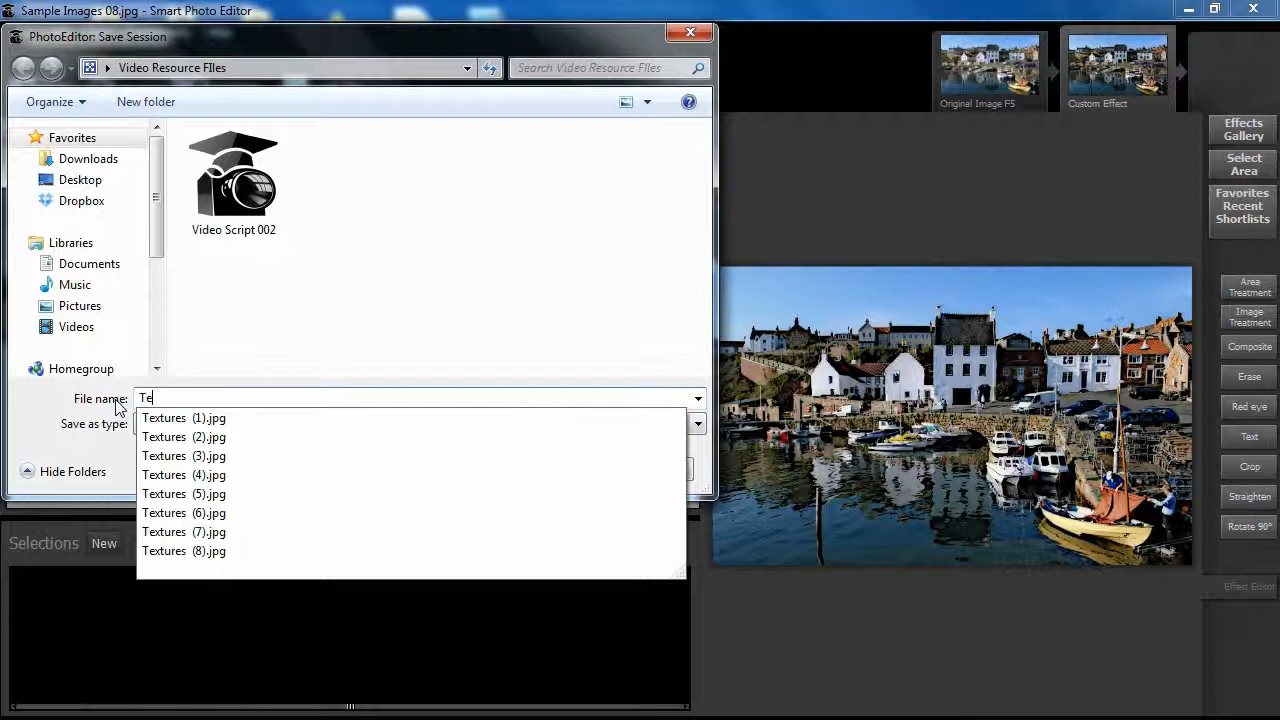 Sample Images 08.jpg - Smart Photo Editor
PhotoEditor: Save Session
Video Resource FIles
Search Video Resource FIles
Organize
New folder
Favorites
Downloads
Desktop
Dropbox
Libraries
Documents
Music
Pictures
Videos
Homegroup
Video Script 002
File name:
Te
Save as type:
Textures (1).jpg
Textures (2).jpg
Textures (3).jpg
Textures (4).jpg
Textures (5).jpg
Textures (6).jpg
Textures (7).jpg
Textures (8).jpg
Hide Folders
Selections
New
Original Image F5
Custom Effect
Effects
Gallery
Select
Area
Favorites
Recent
Shortlists
Area
Treatment
Image
Treatment
Composite
Erase
Red eye
Text
Crop
Straighten
Rotate 90°
Effect Editor